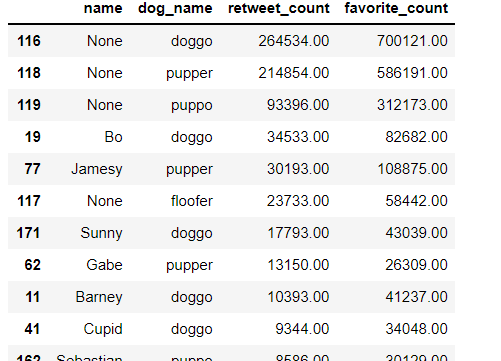 name dog_name retweet_count favorite_count
116 None doggo 264534.00 700121.00
118 None pupper 214854.00 586191.00
119 None puppo 93396.00 312173.00
19 Bo doggo 34533.00 82682.00
77 Jamesy pupper 30193.00 108875.00
117 None floofer 23733.00 58442.00
171 Sunny doggo 17793.00 43039.00
62 Gabe pupper 13150.00 26309.00
11 Barney doggo 10393.00 41237.00
41 Cupid doggo 9344.00 34048.00
162 Sebastian puppo 8586.00 30129.00